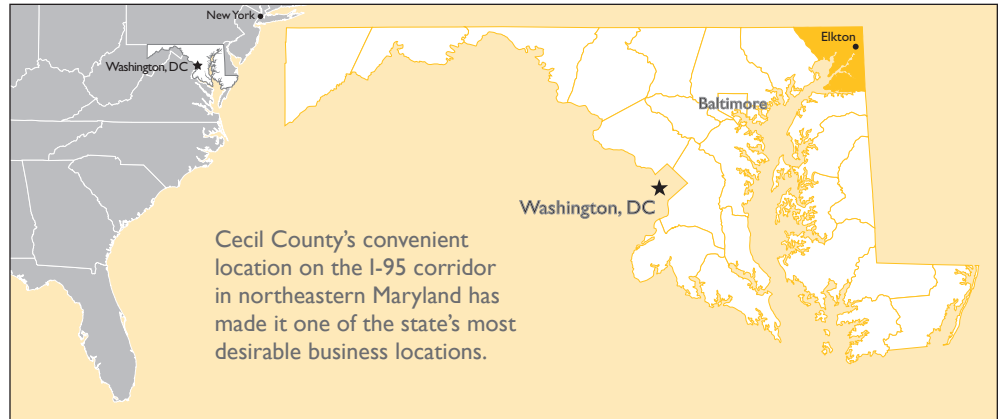 New York
Washington, DC
Elkton
Baltimore
Washington, DC
Cecil County’s convenient
location on the I-95 corridor
in northeastern Maryland has
made it one of the state’s most
desirable business locations.